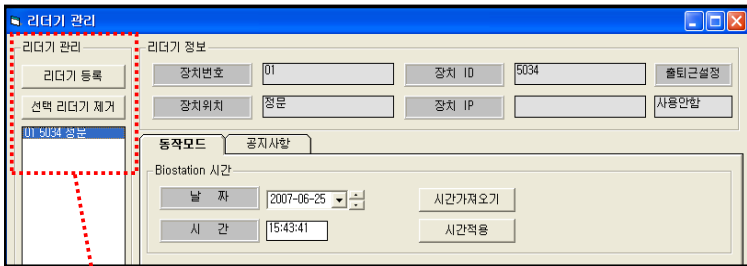 리더기 관리
리더기 관리
리더기 등록
선택 리더기 제거
01 5034 정문
리더기 정보
장치번호 01 장치 ID 5034 출퇴근설정
장치위치 정문 장치 IP 사용안함
동작모드 공지사항
Biostation 시간
날 짜 2007-06-25 시간가져오기
시 간 15:43:41 시간적용